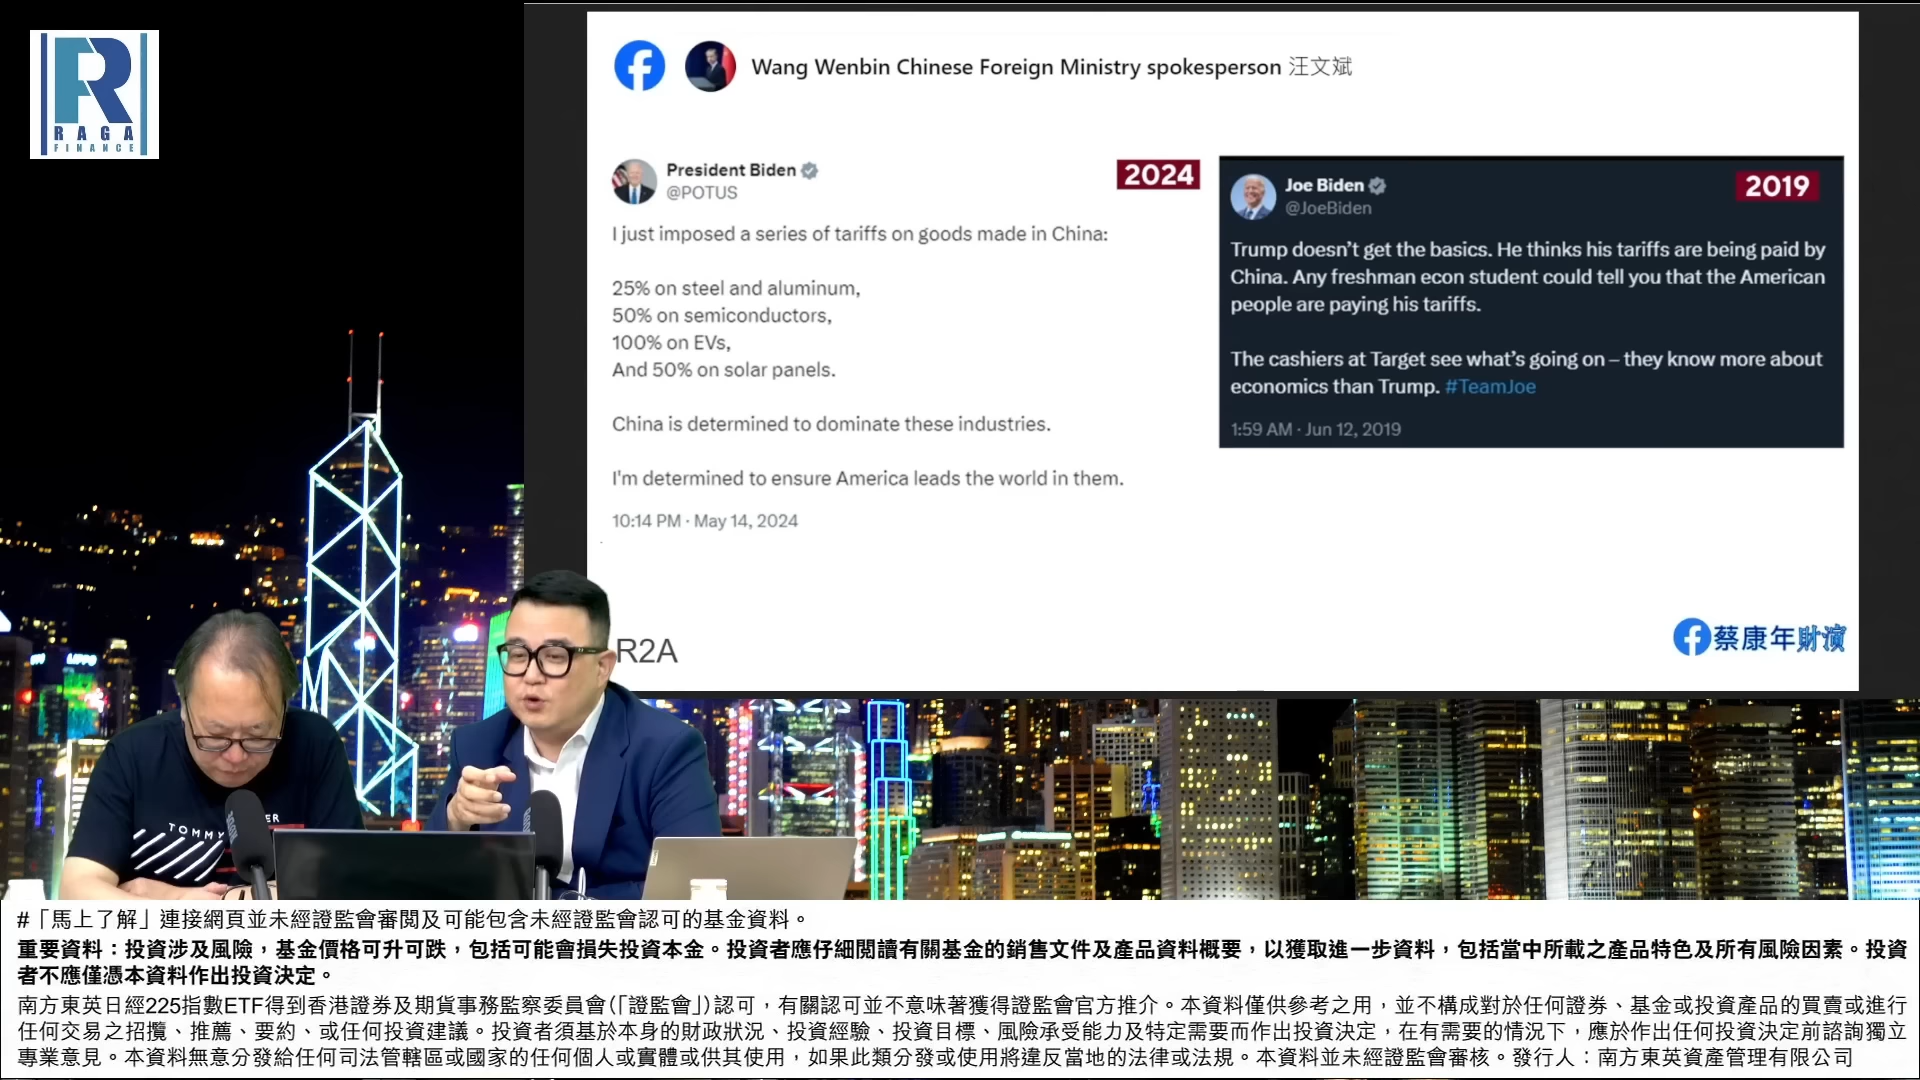 RAGA
FINANCE
Wang Wenbin Chinese Foreign Ministry spokesperson 汪文斌
President Biden
@POTUS
2024
I just imposed a series of tariffs on goods made in China:
25% on steel and aluminum,
50% on semiconductors,
100% on EVs,
And 50% on solar panels.
China is determined to dominate these industries.
I'm determined to ensure America leads the world in them.
10:14 PM · May 14, 2024
Joe Biden
@JoeBiden
2019
Trump doesn't get the basics. He thinks his tariffs are being paid by
China. Any freshman econ student could tell you that the American
people are paying his tariffs.
The cashiers at Target see what's going on – they know more about
economics than Trump. #TeamJoe
1:59 AM · Jun 12, 2019
R2A
蔡康年財演
TOMMY
#「馬上了解」連接網頁並未經證監會審閱及可能包含未經證監會認可的基金資料。
重要資料：投資涉及風險，基金價格可升可跌，包括可能會損失投資本金。投資者應仔細閱讀有關基金的銷售文件及產品資料概要，以獲取進一步資料，包括當中所載之產品特色及所有風險因素。投資
者不應僅憑本資料作出投資決定。
南方東英日經225指數ETF得到香港證券及期貨事務監察委員會(「證監會」)認可，有關認可並不意味著獲得證監會官方推介。本資料僅供參考之用，並不構成對於任何證券、基金或投資產品的買賣或進行
任何交易之招攬、推薦、要約、或任何投資建議。投資者須基於本身的財政狀況、投資經驗、投資目標、風險承受能力及特定需要而作出投資決定，在有需要的情況下，應於作出任何投資決定前諮詢獨立
專業意見。本資料無意分發給任何司法管轄區或國家的任何個人或實體或供其使用，如果此類分發或使用將違反當地的法律或法規。本資料並未經證監會審核。發行人：南方東英資產管理有限公司